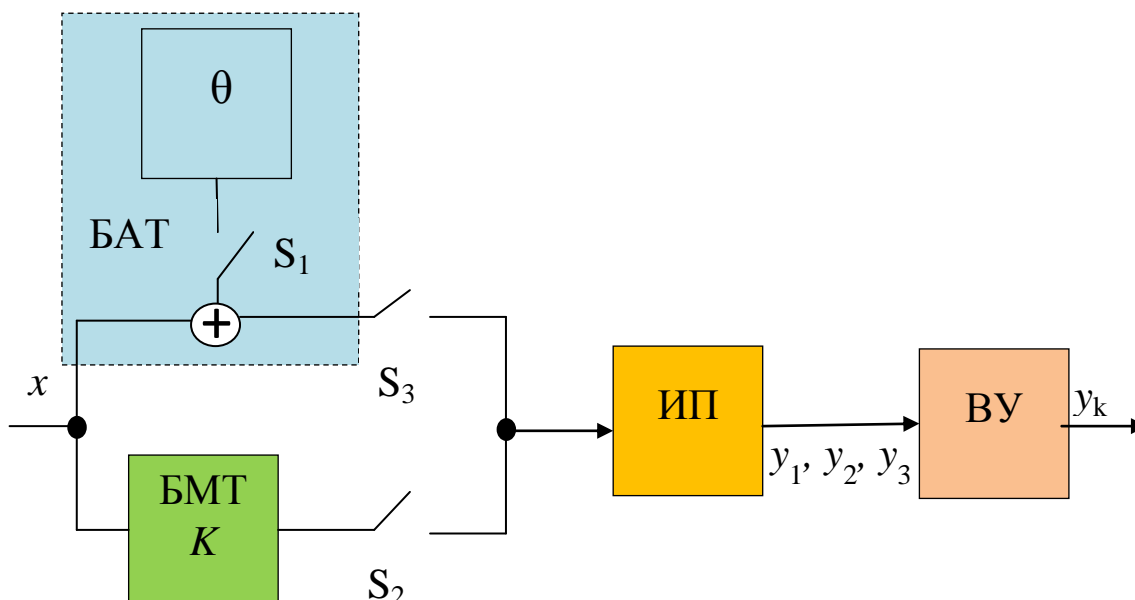 θ
БАТ
S1
+
x
S3
ИП
ВУ
yk
y1, y2, y3
БМТ
K
S2